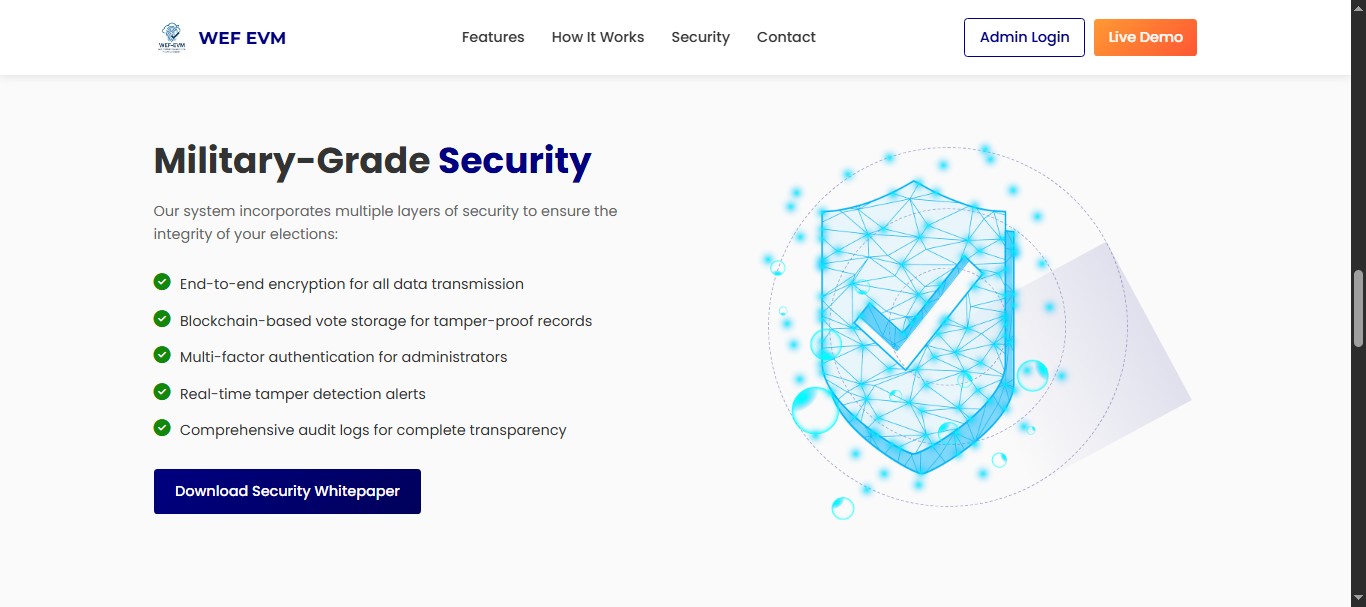 WEF-EVM
WEF EVM
Features
How It Works
Security
Contact
Admin Login
Live Demo
Military-Grade Security
Our system incorporates multiple layers of security to ensure the
integrity of your elections:
End-to-end encryption for all data transmission
Blockchain-based vote storage for tamper-proof records
Multi-factor authentication for administrators
Real-time tamper detection alerts
Comprehensive audit logs for complete transparency
Download Security Whitepaper